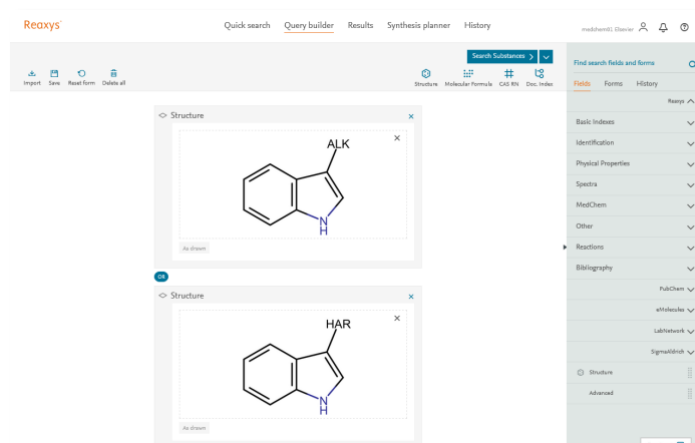 Reaxys
Quick search Query builder Results Synthesis planner History
Search Substances
Import Save Reset form Delete all
Structure Molecular Formula CAS RN Doc. Index
Find search fields and forms
Fields Forms History
Reaxys
Basic Indexes
Identification
Physical Properties
Spectra
MedChem
Other
Reactions
Bibliography
PubChem
eMolecules
LabNetwork
SigmaAldrich
Structure
Advanced
Structure
ALK
N
H
As drawn
OR
Structure
HAR
N
H
As drawn